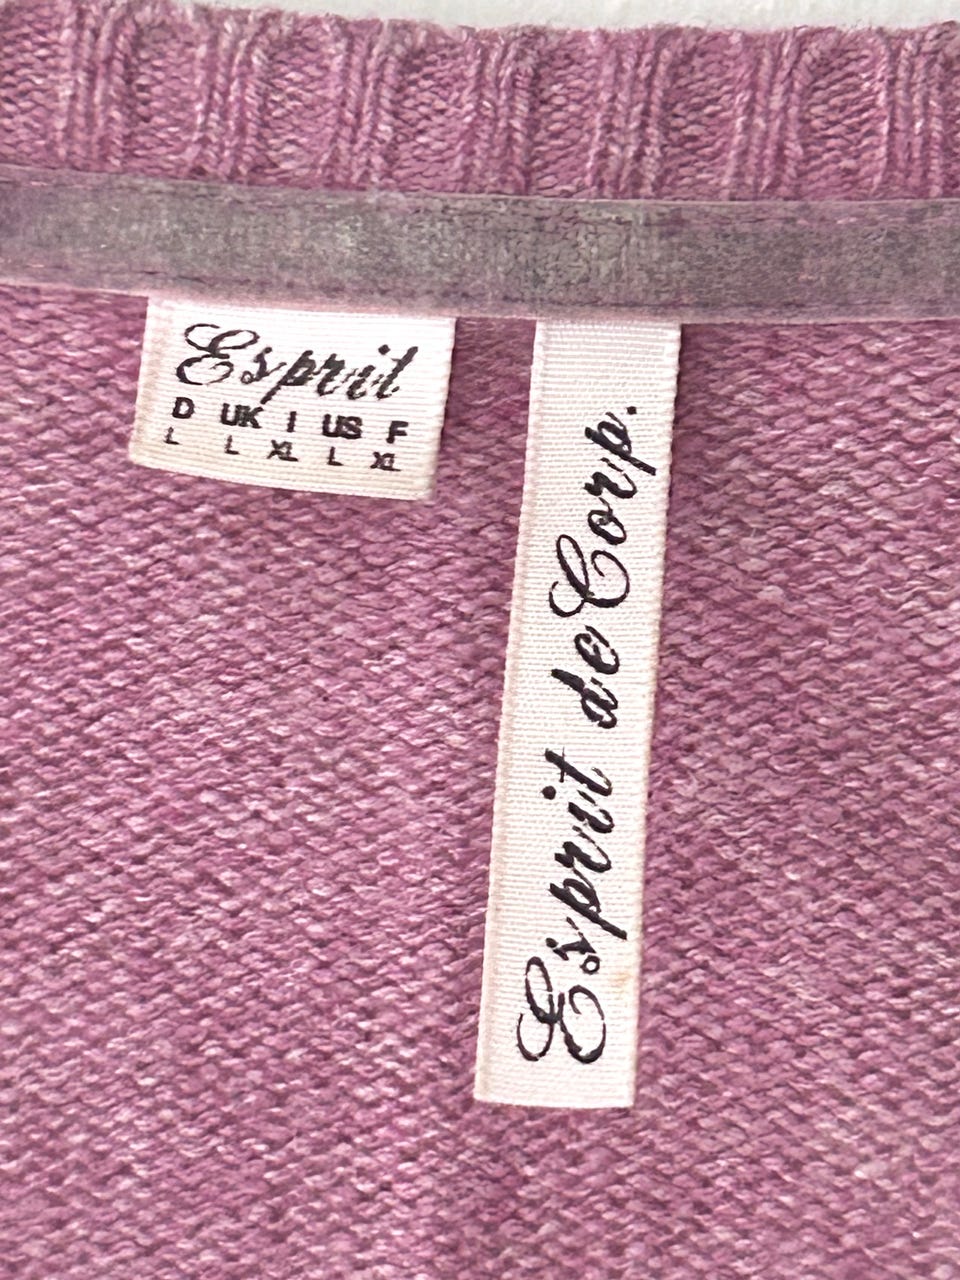 Esprit
D UK I US F
L L XL L XL
Esprit de Corp.